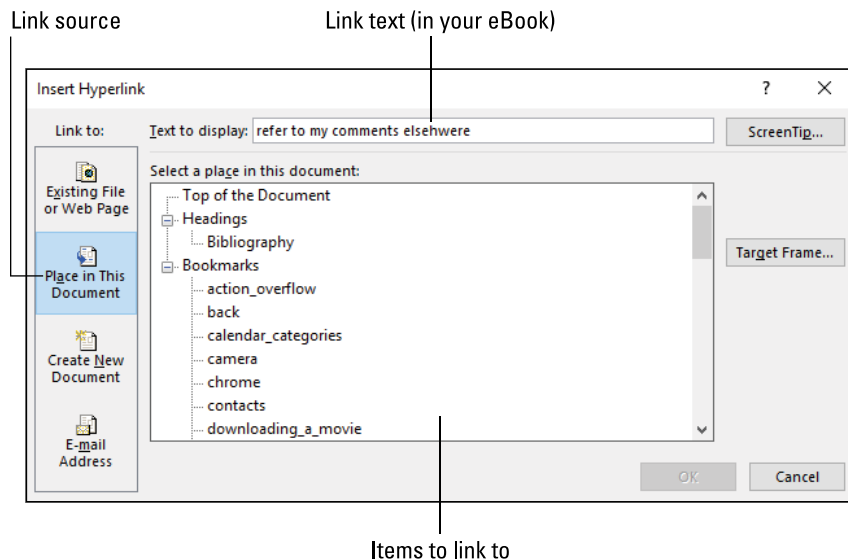 Link source
Link text (in your eBook)
Insert Hyperlink
?
Link to:
Text to display: refer to my comments elsehwere
ScreenTip...
Existing File
or Web Page
Select a place in this document:
Top of the Document
Headings
Bibliography
Bookmarks
action_overflow
back
calendar_categories
camera
chrome
contacts
downloading_a_movie
Target Frame...
Place in This
Document
Create New
Document
E-mail
Address
OK
Cancel
Items to link to